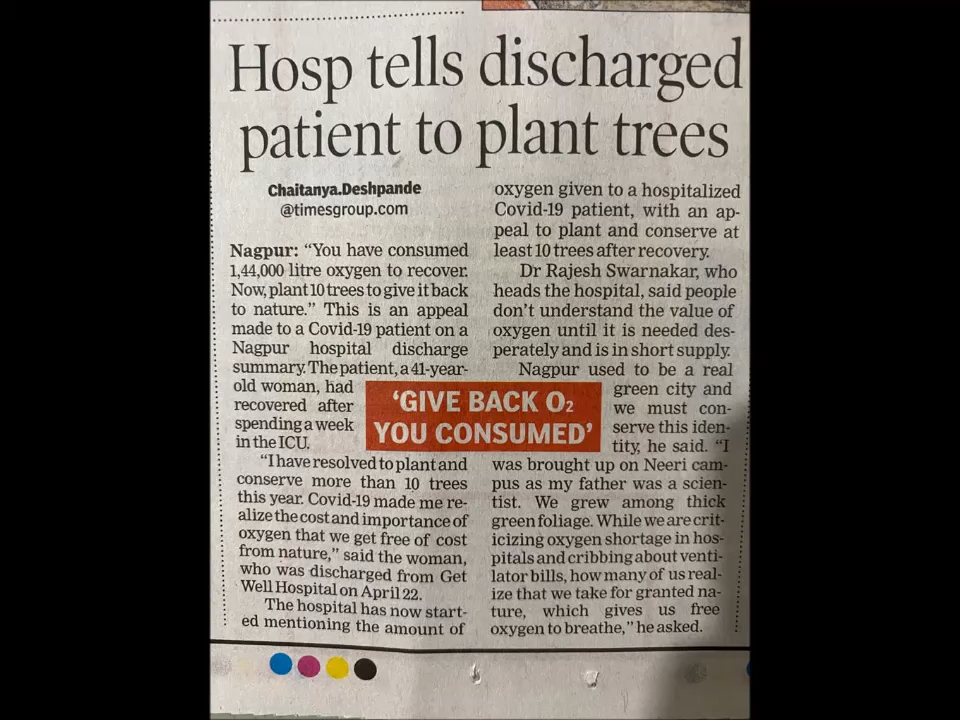 Hosp tells discharged
patient to plant trees
Chaitanya.Deshpande
@timesgroup.com
Nagpur: “You have consumed
1,44,000 litre oxygen to recover.
Now, plant 10 trees to give it back
to nature.” This is an appeal
made to a Covid-19 patient on a
Nagpur hospital discharge
summary. The patient, a 41-year-
old woman, had
recovered after
spending a week
in the ICU.
“I have resolved to plant and
conserve more than 10 trees
this year. Covid-19 made me re-
alize the cost and importance of
oxygen that we get free of cost
from nature,” said the woman,
who was discharged from Get
Well Hospital on April 22.
The hospital has now start-
ed mentioning the amount of
‘GIVE BACK O₂
YOU CONSUMED’
oxygen given to a hospitalized
Covid-19 patient, with an ap-
peal to plant and conserve at
least 10 trees after recovery.
Dr Rajesh Swarnakar, who
heads the hospital, said people
don’t understand the value of
oxygen until it is needed des-
perately and is in short supply.
Nagpur used to be a real
green city and
we must con-
serve this iden-
tity, he said. “I
was brought up on Neeri cam-
pus as my father was a scien-
tist. We grew among thick
green foliage. While we are crit-
icizing oxygen shortage in hos-
pitals and cribbing about venti-
lator bills, how many of us real-
ize that we take for granted na-
ture, which gives us free
oxygen to breathe,” he asked.